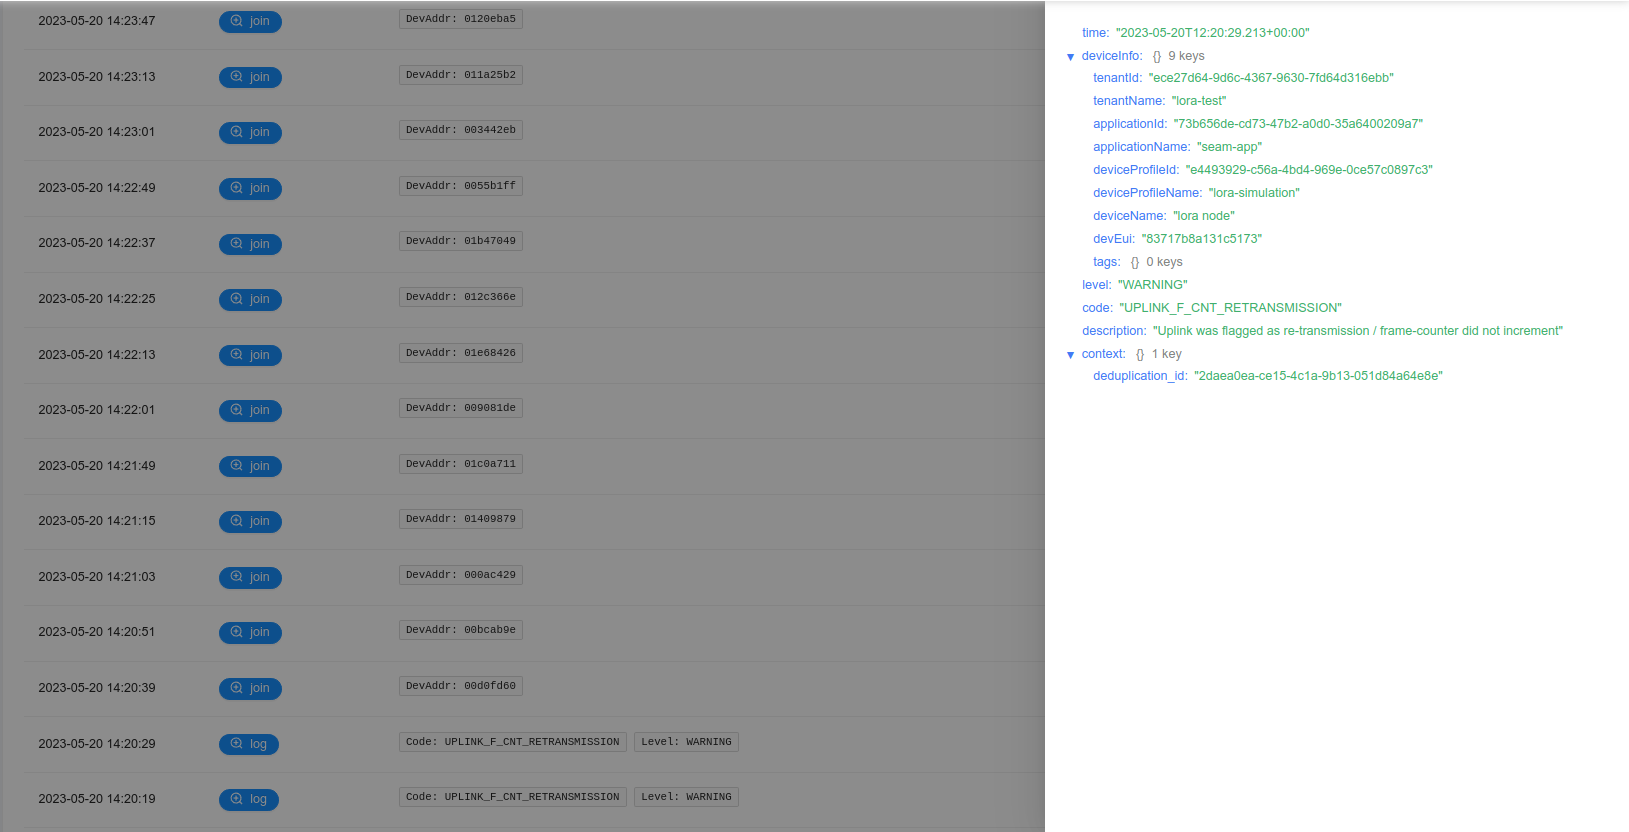 2023-05-20 14:23:47 join DevAddr: 0120eba5
2023-05-20 14:23:13 join DevAddr: 011a25b2
2023-05-20 14:23:01 join DevAddr: 003442eb
2023-05-20 14:22:49 join DevAddr: 0055b1ff
2023-05-20 14:22:37 join DevAddr: 01b47049
2023-05-20 14:22:25 join DevAddr: 012c366e
2023-05-20 14:22:13 join DevAddr: 01e68426
2023-05-20 14:22:01 join DevAddr: 009081de
2023-05-20 14:21:49 join DevAddr: 01c0a711
2023-05-20 14:21:15 join DevAddr: 01409879
2023-05-20 14:21:03 join DevAddr: 000ac429
2023-05-20 14:20:51 join DevAddr: 00bcab9e
2023-05-20 14:20:39 join DevAddr: 00d0fd60
2023-05-20 14:20:29 log Code: UPLINK_F_CNT_RETRANSMISSION Level: WARNING
2023-05-20 14:20:19 log Code: UPLINK_F_CNT_RETRANSMISSION Level: WARNING
time: "2023-05-20T12:20:29.213+00:00"
▼ deviceInfo: {} 9 keys
tenantId: "ece27d64-9d6c-4367-9630-7fd64d316ebb"
tenantName: "lora-test"
applicationId: "73b656de-cd73-47b2-a0d0-35a6400209a7"
applicationName: "seam-app"
deviceProfileId: "e4493929-c56a-4bd4-969e-0ce57c0897c3"
deviceProfileName: "lora-simulation"
deviceName: "lora node"
devEui: "83717b8a131c5173"
tags: {} 0 keys
level: "WARNING"
code: "UPLINK_F_CNT_RETRANSMISSION"
description: "Uplink was flagged as re-transmission / frame-counter did not increment"
▼ context: {} 1 key
deduplication_id: "2daea0ea-ce15-4c1a-9b13-051d84a64e8e"